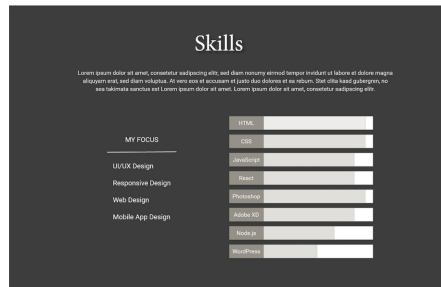 Skills
Lorem ipsum dolor sit amet, consetetur sadipscing elitr, sed diam nonumy eirmod tempor invidunt ut labore et dolore magna
aliquyam erat, sed diam voluptua. At vero eos et accusam et justo duo dolores et ea rebum. Stet clita kasd gubergren, no
sea takimata sanctus est Lorem ipsum dolor sit amet. Lorem ipsum dolor sit amet, consetetur sadipscing elitr.
MY FOCUS
UI/UX Design
Responsive Design
Web Design
Mobile App Design
HTML
CSS
JavaScript
React
Photoshop
Adobe XD
Node.js
WordPress